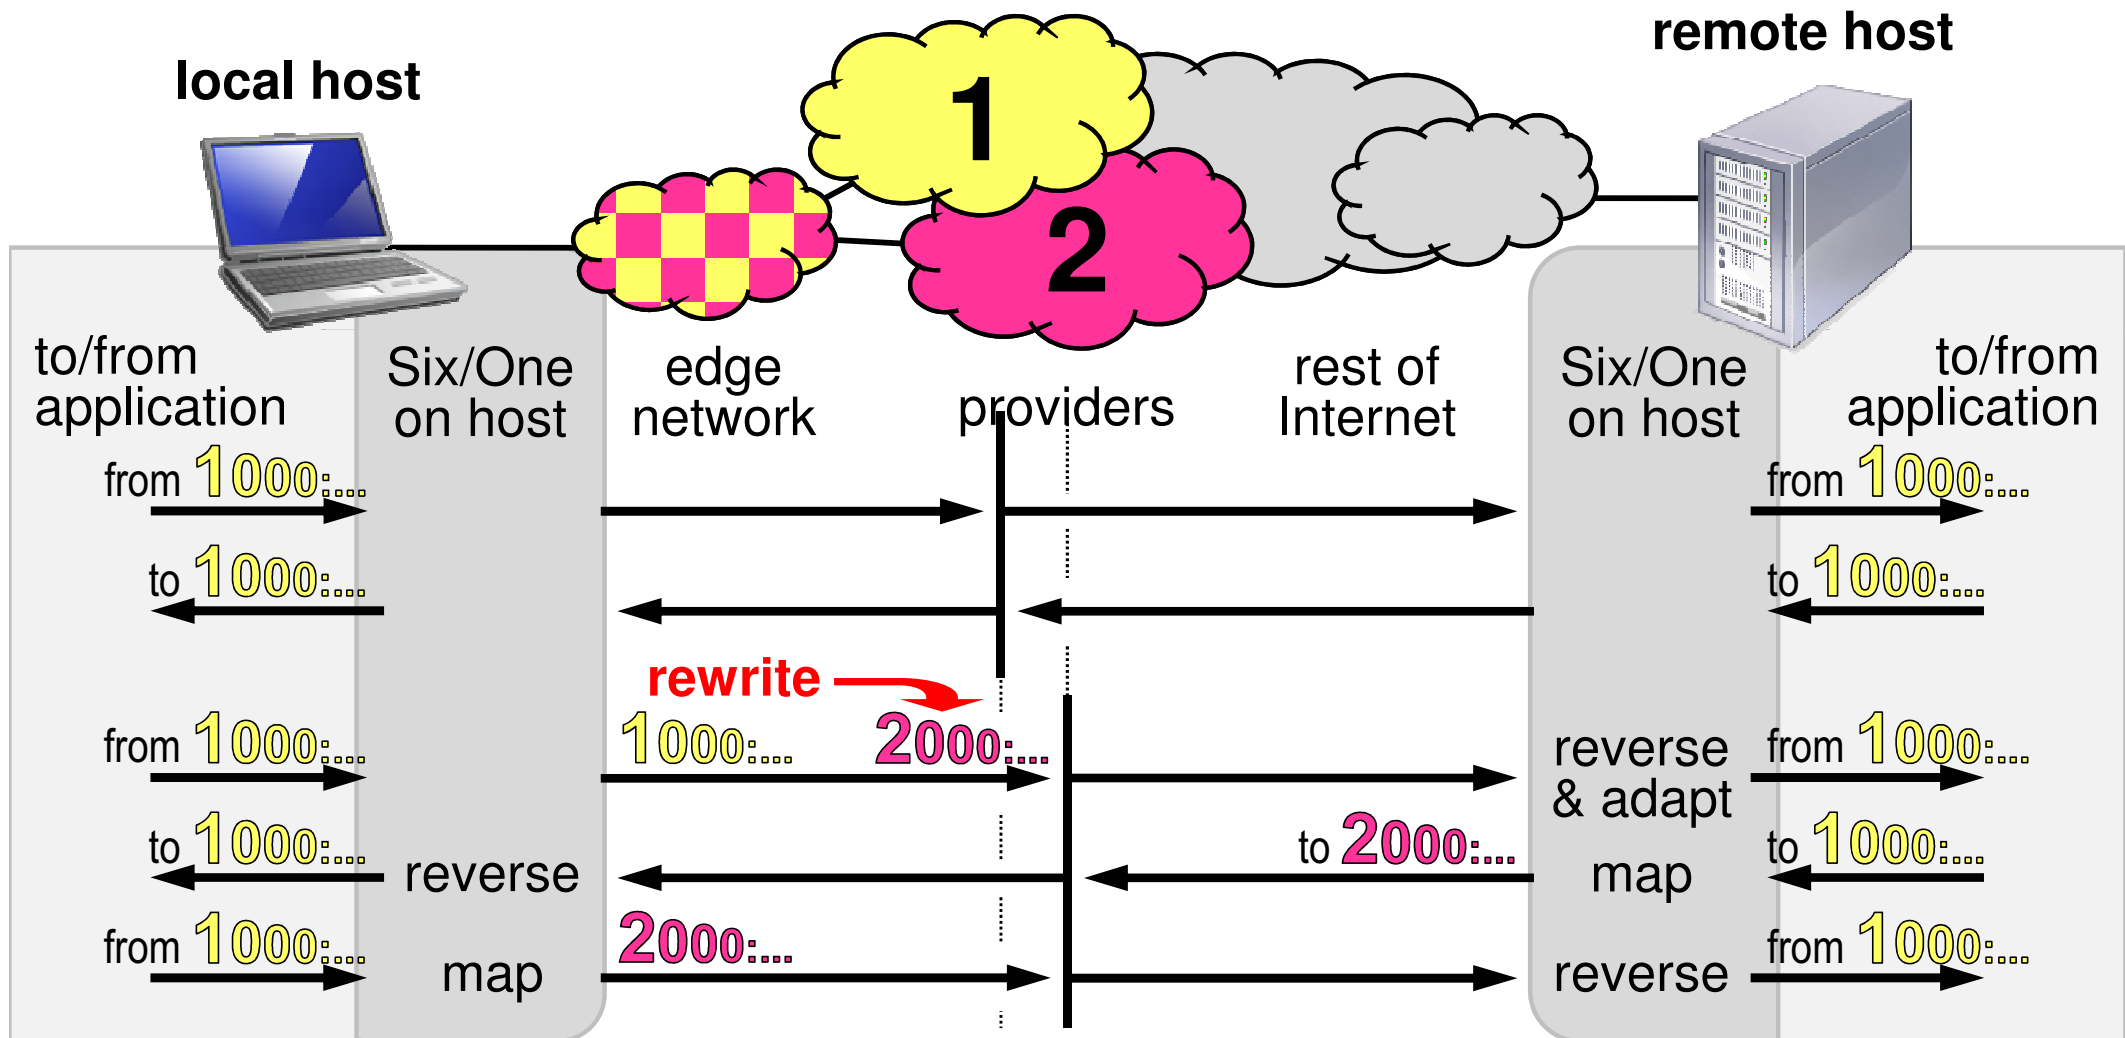 remote host
local host
1
2
to/from
application
Six/One
on host
edge
network
providers
rest of
Internet
Six/One
on host
to/from
application
from 1000:...
from 1000:...
to 1000:...
to 1000:...
rewrite
from 1000:...
1000:...
2000:...
reverse
& adapt
from 1000:...
to 1000:...
reverse
to 2000:...
map
to 1000:...
from 1000:...
map
2000:...
reverse
from 1000:...